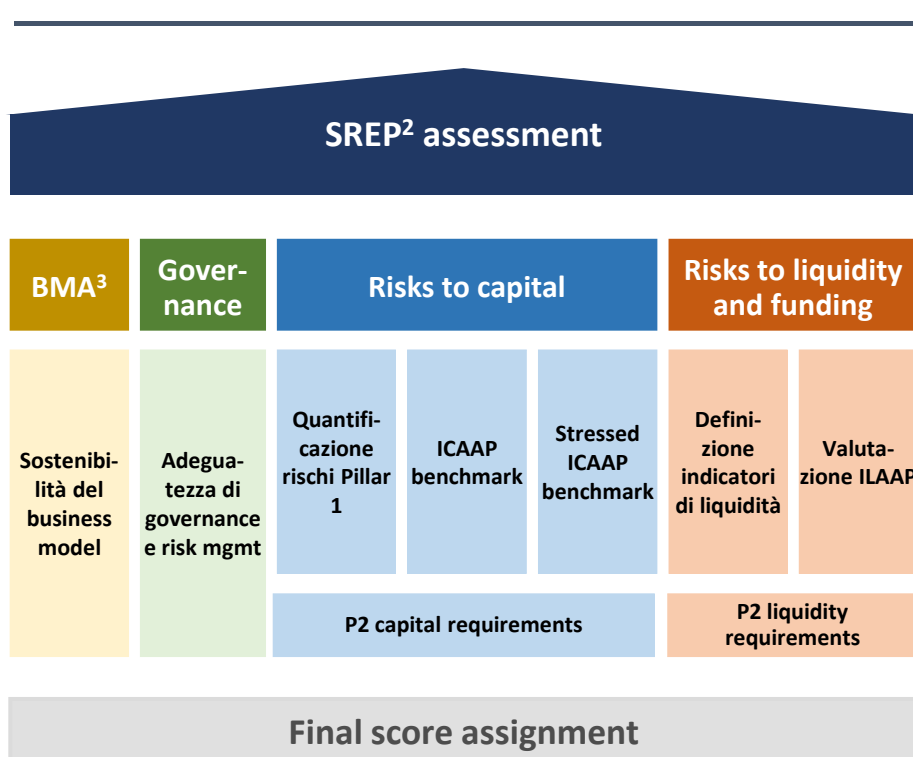 SREP² assessment
BMA³
Gover-
nance
Risks to capital
Risks to liquidity
and funding
Sostenibi-
lità del
business
model
Adegua-
tezza di
governance
e risk mgmt
Quantifi-
cazione
rischi Pillar
1
ICAAP
benchmark
Stressed
ICAAP
benchmark
Defini-
zione
indicatori
di liquidità
Valuta-
zione ILAAP
P2 capital requirements
P2 liquidity
requirements
Final score assignment